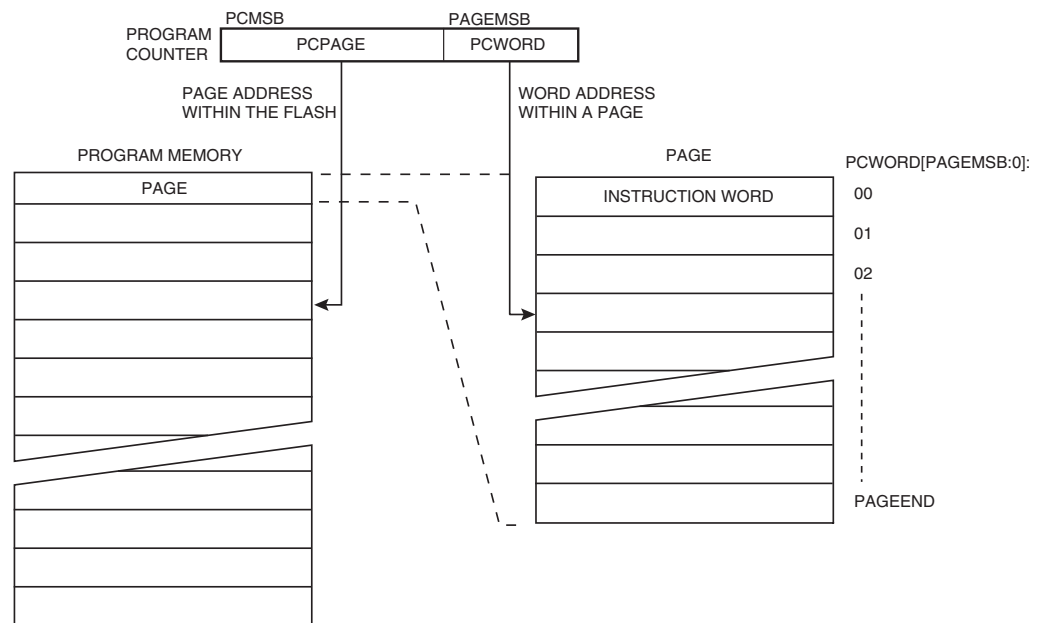 PCMSB
PAGEMSB
PROGRAM
COUNTER
PCPAGE
PCWORD
PAGE ADDRESS
WITHIN THE FLASH
WORD ADDRESS
WITHIN A PAGE
PROGRAM MEMORY
PAGE
PAGE
PCWORD[PAGEMSB:0]:
INSTRUCTION WORD
00
01
02
PAGEEND